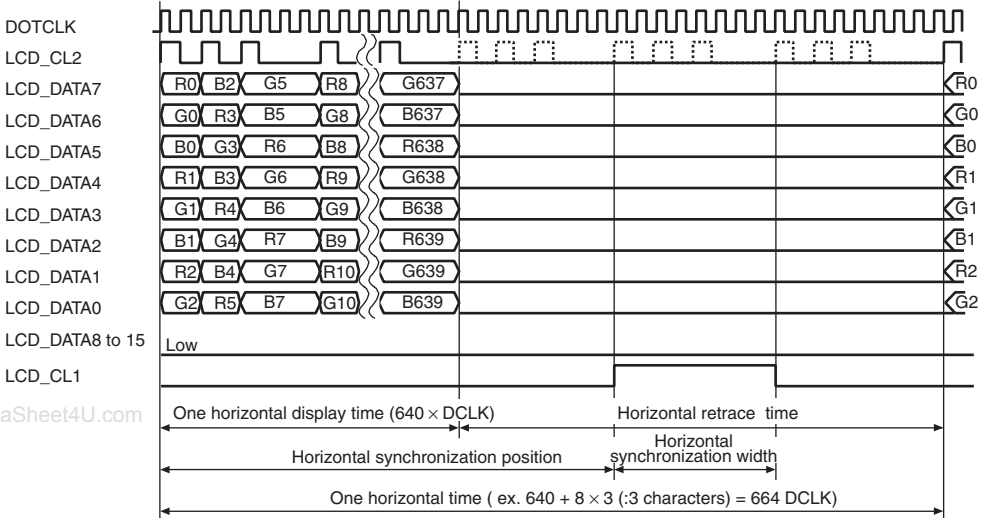 DOTCLK
LCD_CL2
LCD_DATA7 R0 B2 G5 R8 G637 R0
LCD_DATA6 G0 R3 B5 G8 B637 G0
LCD_DATA5 B0 G3 R6 B8 R638 B0
LCD_DATA4 R1 B3 G6 R9 G638 R1
LCD_DATA3 G1 R4 B6 G9 B638 G1
LCD_DATA2 B1 G4 R7 B9 R639 B1
LCD_DATA1 R2 B4 G7 R10 G639 R2
LCD_DATA0 G2 R5 B7 G10 B639 G2
LCD_DATA8 to 15 Low
LCD_CL1
aSheet4U.com
One horizontal display time (640 × DCLK) Horizontal retrace time
Horizontal synchronization position
Horizontal
synchronization width
One horizontal time ( ex. 640 + 8 × 3 (:3 characters) = 664 DCLK)